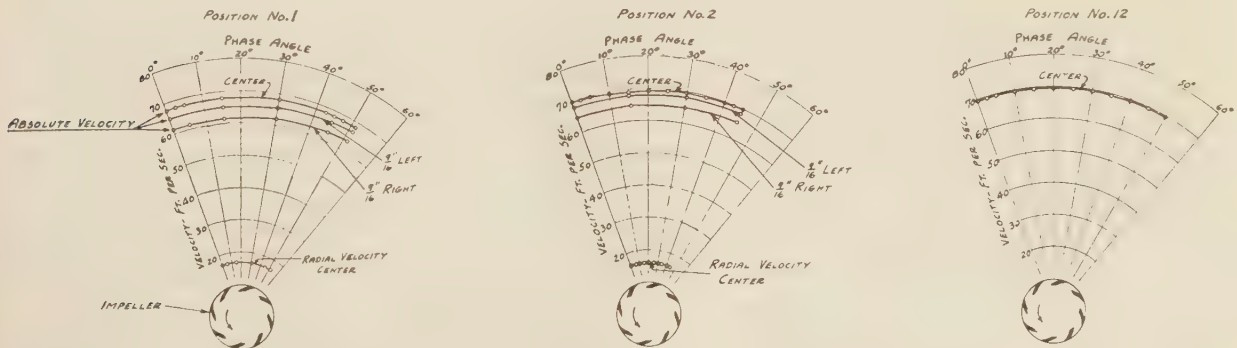 POSITION NO.1
PHASE ANGLE
0°
10°
20°
30°
40°
50°
60°
80
70
60
50
40
30
20
CENTER
ABSOLUTE VELOCITY
VELOCITY-FT. PER SEC.
9/16" LEFT
9/16" RIGHT
RADIAL VELOCITY
CENTER
IMPELLER
POSITION NO.2
PHASE ANGLE
0°
10°
20°
30°
40°
50°
60°
80
70
60
50
40
30
20
CENTER
VELOCITY-FT. PER SEC.
9/16" LEFT
9/16" RIGHT
RADIAL VELOCITY
CENTER
POSITION NO.12
PHASE ANGLE
0°
10°
20°
30°
40°
50°
60°
80
70
60
50
40
30
20
CENTER
VELOCITY-FT. PER SEC.